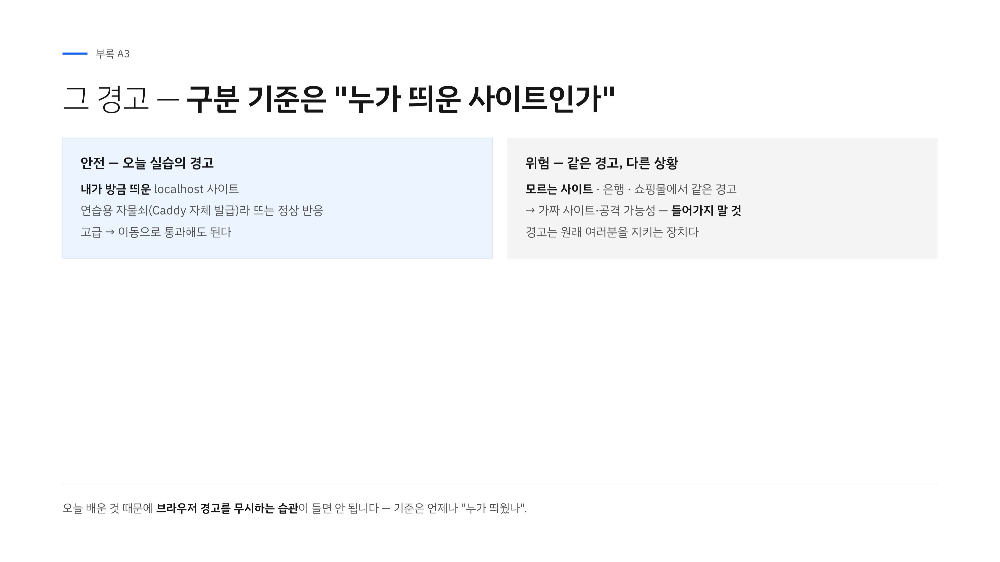 부록 A3
그 경고 — 구분 기준은 "누가 띄운 사이트인가"
안전 — 오늘 실습의 경고
내가 방금 띄운 localhost 사이트
연습용 자물쇠(Caddy 자체 발급)라 뜨는 정상 반응
고급 → 이동으로 통과해도 된다
위험 — 같은 경고, 다른 상황
모르는 사이트 · 은행 · 쇼핑몰에서 같은 경고
→ 가짜 사이트·공격 가능성 — 들어가지 말 것
경고는 원래 여러분을 지키는 장치다
오늘 배운 것 때문에 브라우저 경고를 무시하는 습관이 들면 안 됩니다 — 기준은 언제나 "누가 띄웠나".